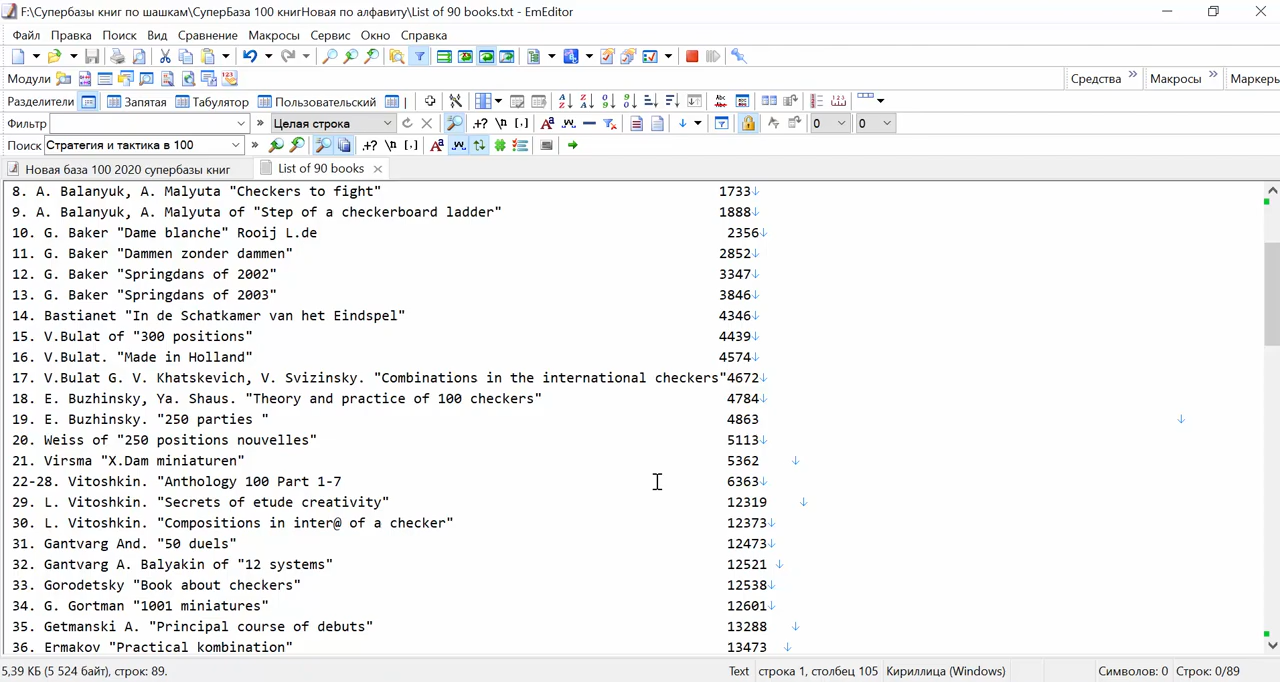 F:\Супербазы книг по шашкам\СуперБаза 100 книгНовая по алфавиту\List of 90 books.txt - EmEditor
Файл Правка Поиск Вид Сравнение Макросы Сервис Окно Справка
Модули Средства » Макросы » Маркеры
Разделители Запятая Табулятор Пользовательский
Фильтр » Целая строка 0 0
Поиск Стратегия и тактика в 100 »
Новая база 100 2020 супербазы книг List of 90 books
8. A. Balanyuk, A. Malyuta "Checkers to fight" 1733↓
9. A. Balanyuk, A. Malyuta of "Step of a checkerboard ladder" 1888↓
10. G. Baker "Dame blanche" Rooij L.de 2356↓
11. G. Baker "Dammen zonder dammen" 2852↓
12. G. Baker "Springdans of 2002" 3347↓
13. G. Baker "Springdans of 2003" 3846↓
14. Bastianet "In de Schatkamer van het Eindspel" 4346↓
15. V.Bulat of "300 positions" 4439↓
16. V.Bulat. "Made in Holland" 4574↓
17. V.Bulat G. V. Khatskevich, V. Svizinsky. "Combinations in the international checkers"4672↓
18. E. Buzhinsky, Ya. Shaus. "Theory and practice of 100 checkers" 4784↓
19. E. Buzhinsky. "250 parties " 4863 ↓
20. Weiss of "250 positions nouvelles" 5113↓
21. Virsma "X.Dam miniaturen" 5362 ↓
22-28. Vitoshkin. "Anthology 100 Part 1-7 6363↓
29. L. Vitoshkin. "Secrets of etude creativity" 12319 ↓
30. L. Vitoshkin. "Compositions in inter@ of a checker" 12373↓
31. Gantvarg And. "50 duels" 12473↓
32. Gantvarg A. Balyakin of "12 systems" 12521 ↓
33. Gorodetsky "Book about checkers" 12538↓
34. G. Gortman "1001 miniatures" 12601↓
35. Getmanski A. "Principal course of debuts" 13288 ↓
36. Ermakov "Practical kombination" 13473 ↓
5,39 КБ (5 524 байт), строк: 89. Text строка 1, столбец 105 Кириллица (Windows) Символов: 0 Строк: 0/89